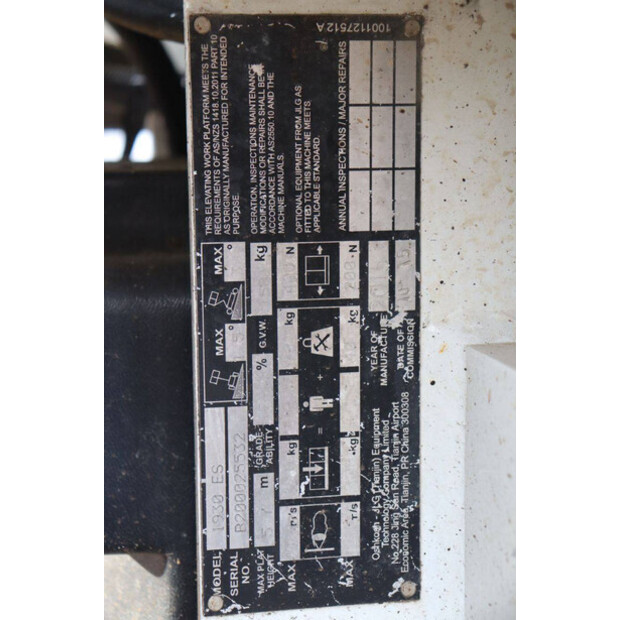 THIS ELEVATING WORK PLATFORM MEETS THE
REQUIREMENTS OF AS/NZS 1418.10.2011 PART 10
AS ORIGINALLY MANUFACTURED FOR INTENDED
PURPOSE.
OPERATION, INSPECTIONS MAINTENANCE
MODIFICATIONS OR REPAIRS SHALL BE
ACCORDANCE WITH AS2550.10 AND THE
MACHINE MANUALS.
OPTIONAL EQUIPMENT FROM JLG AS
FITTED TO THIS MACHINE MEETS
APPLICABLE STANDARD.
ANNUAL INSPECTIONS / MAJOR REPAIRS
1001127512 A
MODEL 1930 ES
SERIAL NO. B200025532
MAX °
MAX °
MAX PLAT HEIGHT m
GRADE-ABILITY %
G.V.W. kg
MAX kg kg N
MAX kg kg 200 N
YEAR OF
MANUFACTURE
DATE OF
COMMISSION
Oshkosh - JLG (Tianjin) Equipment
Technology Company Limited
No.228 Jing San Road, Tianjin Airport
Economic Area, Tianjin, PR China 300308